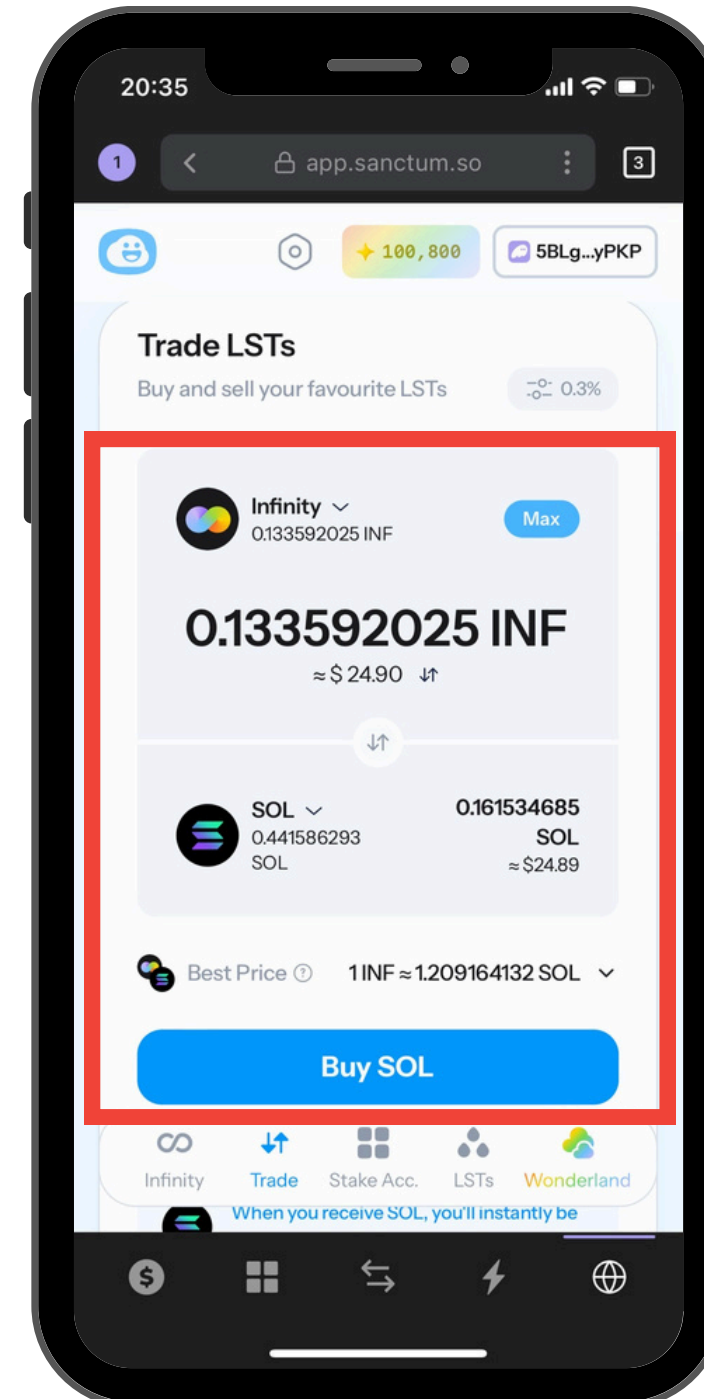 20:35
1
app.sanctum.so
3
100,800
5BLg...yPKP
Trade LSTs
Buy and sell your favourite LSTs
0.3%
Infinity
0.133592025 INF
Max
0.133592025 INF
≈ $ 24.90
SOL
0.441586293
SOL
0.161534685
SOL
≈ $24.89
Best Price
1 INF ≈ 1.209164132 SOL
Buy SOL
Infinity
Trade
Stake Acc.
LSTs
Wonderland
When you receive SOL, you'll instantly be